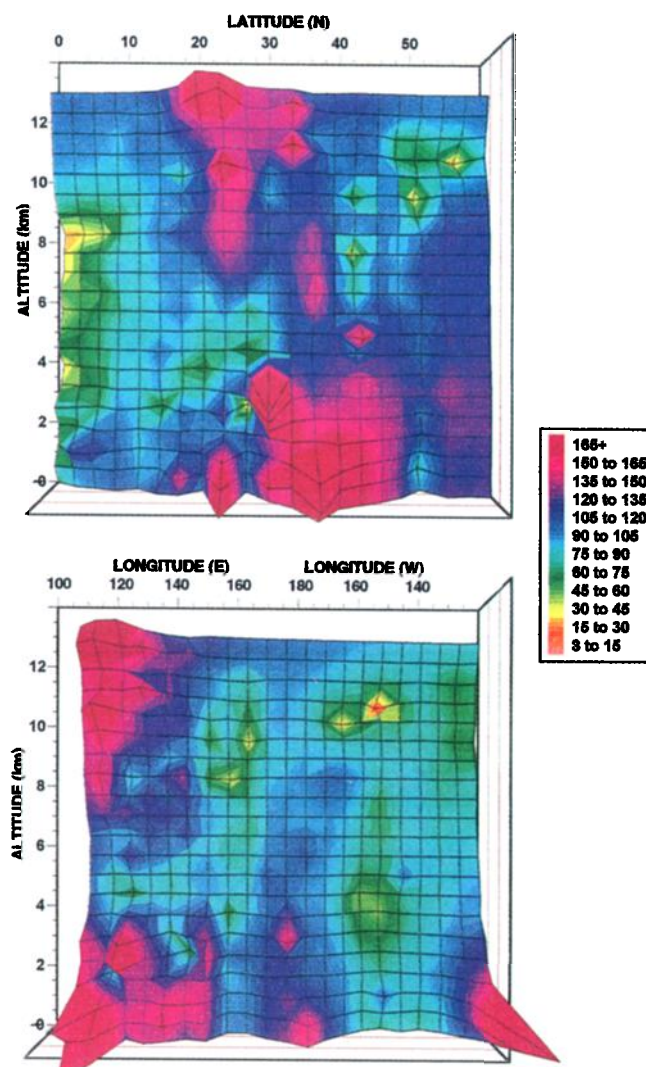 LATITUDE (N)
0 10 20 30 40 50
12
10
8
6
4
2
-0
ALTITUDE (km)
165+
150 to 165
135 to 150
120 to 135
105 to 120
90 to 105
75 to 90
60 to 75
45 to 60
30 to 45
15 to 30
3 to 15
LONGITUDE (E) LONGITUDE (W)
100 120 140 160 180 160 140
12
10
8
6
4
2
-0
ALTITUDE (km)